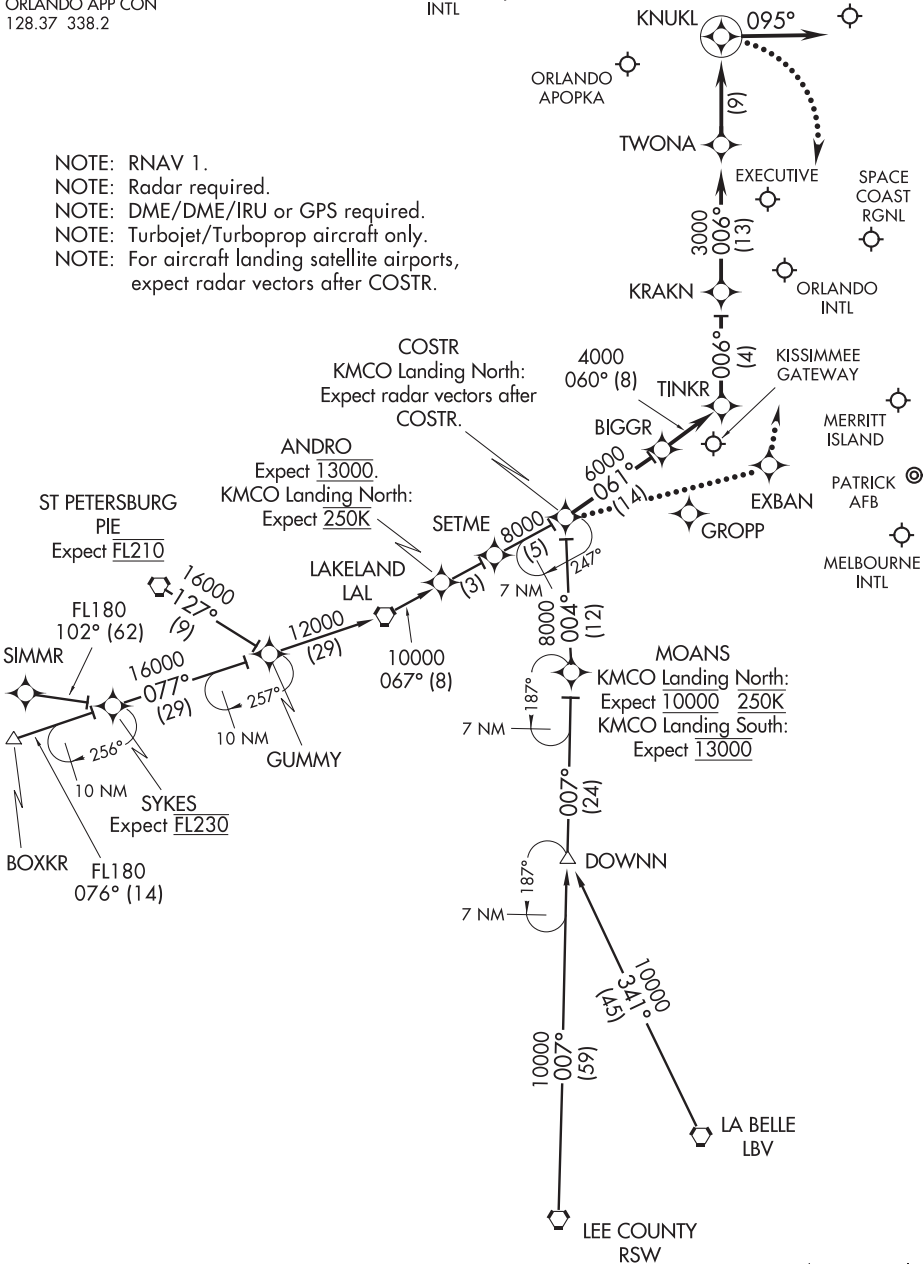 ORLANDO APP CON
128.37 338.2
INTL
KNUKL
095°
ORLANDO
APOPKA
(9)
TWONA
NOTE: RNAV 1.
NOTE: Radar required.
NOTE: DME/DME/IRU or GPS required.
NOTE: Turbojet/Turboprop aircraft only.
NOTE: For aircraft landing satellite airports,
expect radar vectors after COSTR.
EXECUTIVE
SPACE
COAST
RGNL
3000
006°
(13)
KRAKN
ORLANDO
INTL
006°
(4)
COSTR
KMCO Landing North:
Expect radar vectors after
COSTR.
4000
060° (8)
TINKR
KISSIMMEE
GATEWAY
MERRITT
ISLAND
BIGGR
6000
061°
(14)
EXBAN
PATRICK
AFB
GROPP
MELBOURNE
INTL
ANDRO
Expect 13000.
KMCO Landing North:
Expect 250K
SETME
8000
(5)
247°
7 NM
ST PETERSBURG
PIE
Expect FL210
LAKELAND
LAL
(3)
16000
127°
(9)
FL180
102° (62)
12000
(29)
10000
067° (8)
8000
004°
(12)
SIMMR
16000
077°
(29)
257°
10 NM
GUMMY
MOANS
KMCO Landing North:
Expect 10000 250K
KMCO Landing South:
Expect 13000
187°
7 NM
256°
10 NM
SYKES
Expect FL230
BOXKR
FL180
076° (14)
007°
(24)
DOWNN
187°
7 NM
10000
341°
(45)
10000
007°
(59)
LA BELLE
LBV
LEE COUNTY
RSW